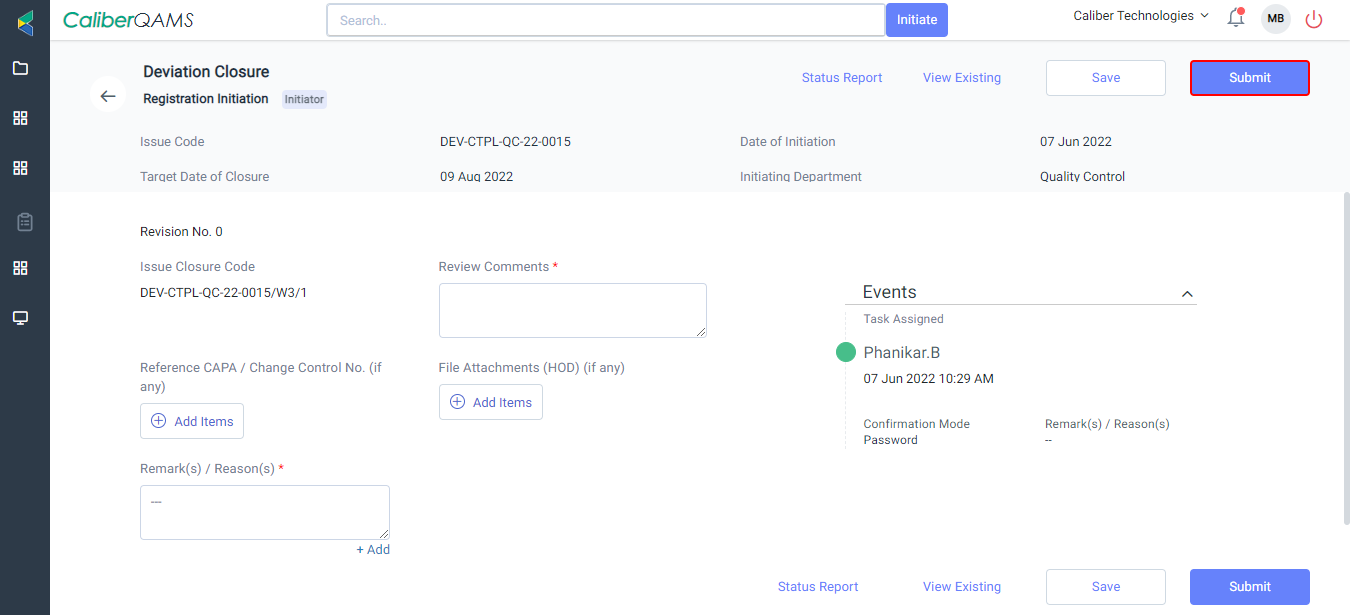 CaliberQAMS
Search..
Initiate
Caliber Technologies
MB
Deviation Closure
Registration Initiation Initiator
Status Report View Existing Save Submit
Issue Code DEV-CTPL-QC-22-0015 Date of Initiation 07 Jun 2022
Target Date of Closure 09 Aug 2022 Initiating Department Quality Control
Revision No. 0
Issue Closure Code
DEV-CTPL-QC-22-0015/W3/1
Review Comments *
Reference CAPA / Change Control No. (if
any)
Add Items
File Attachments (HOD) (if any)
Add Items
Remark(s) / Reason(s) *
---
+ Add
Events
Task Assigned
Phanikar.B
07 Jun 2022 10:29 AM
Confirmation Mode
Password
Remark(s) / Reason(s)
--
Status Report View Existing Save Submit